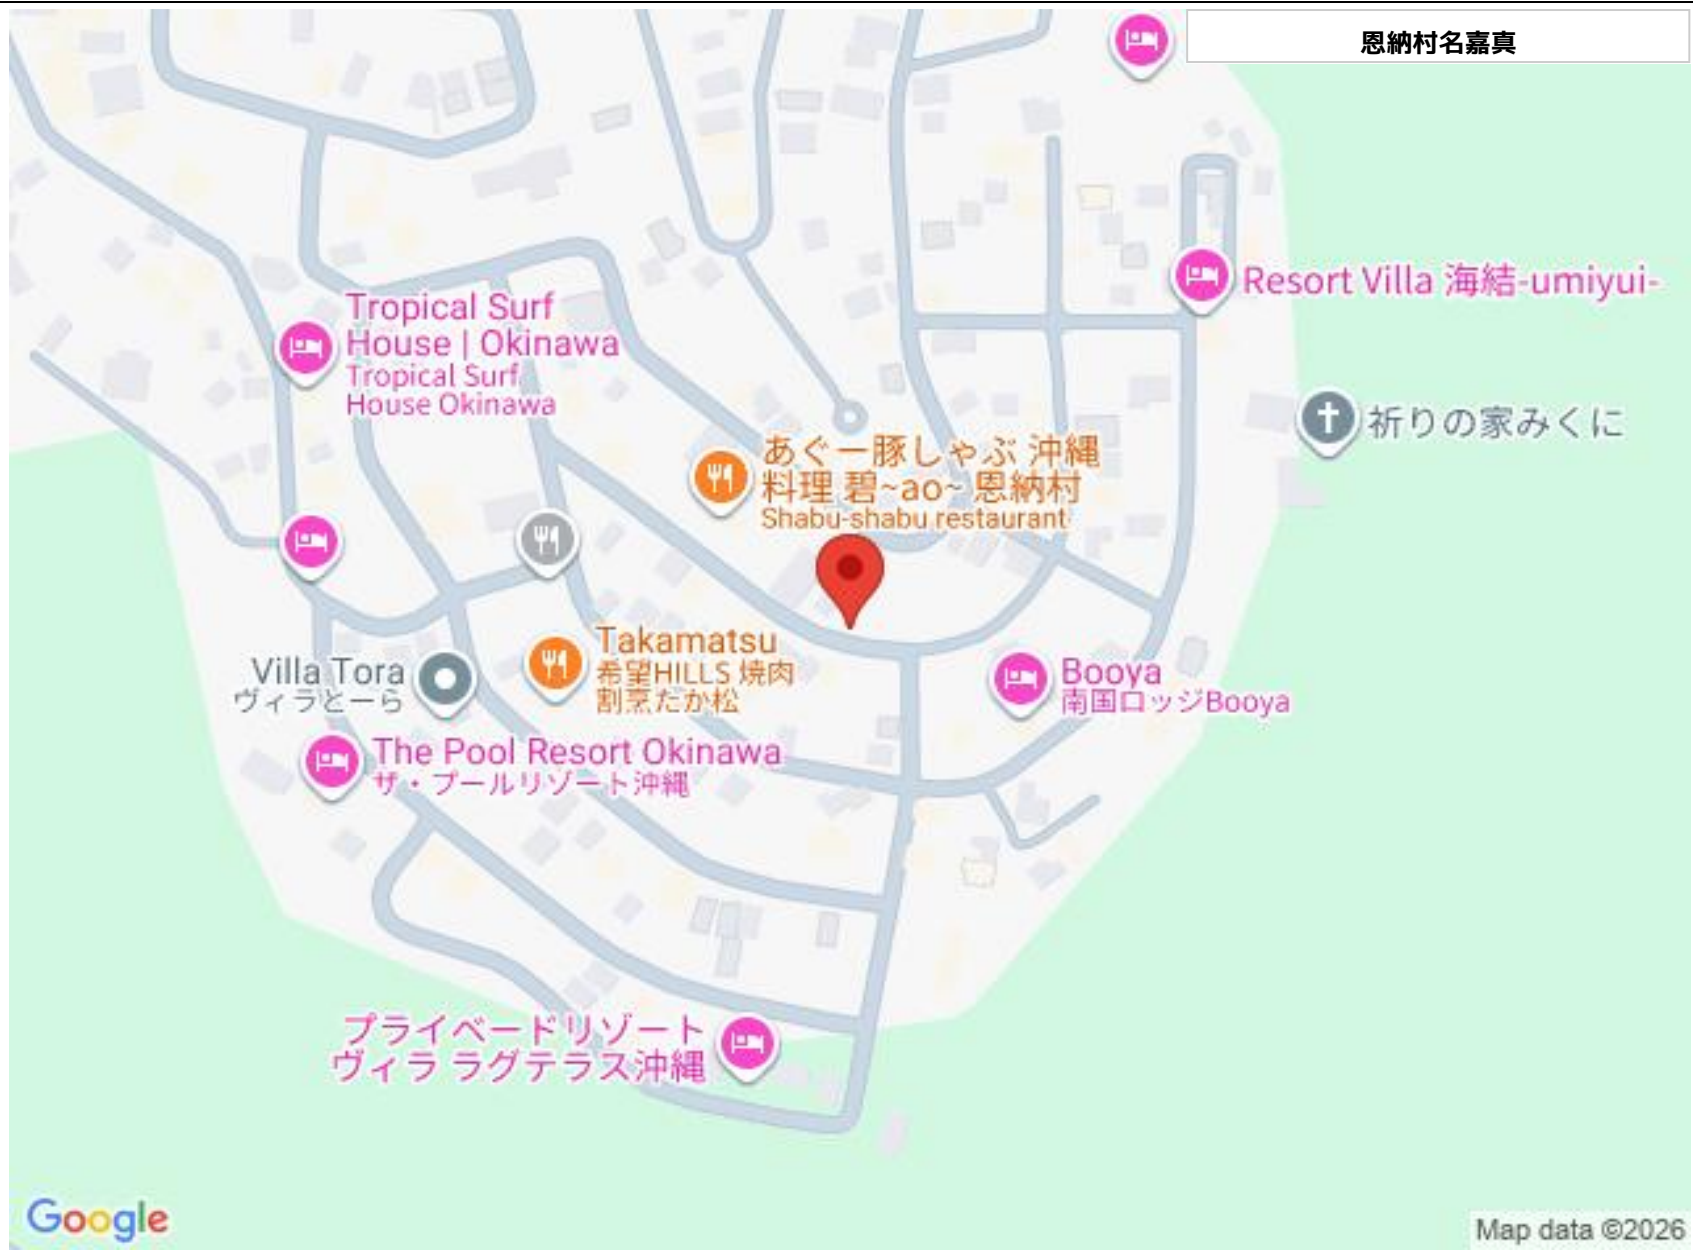 恩納村名嘉真
Resort Villa 海結-umiyui-
Tropical Surf
House | Okinawa
Tropical Surf
House Okinawa
祈りの家みくに
あぐー豚しゃぶ 沖縄
料理 碧~ao~ 恩納村
Shabu-shabu restaurant
Takamatsu
希望HILLS 焼肉
割烹たか松
Villa Tora
ヴィラとーら
Booya
南国ロッジBooya
The Pool Resort Okinawa
ザ・プールリゾート沖縄
プライベードリゾート
ヴィラ ラグテラス沖縄
Google
Map data ©2026